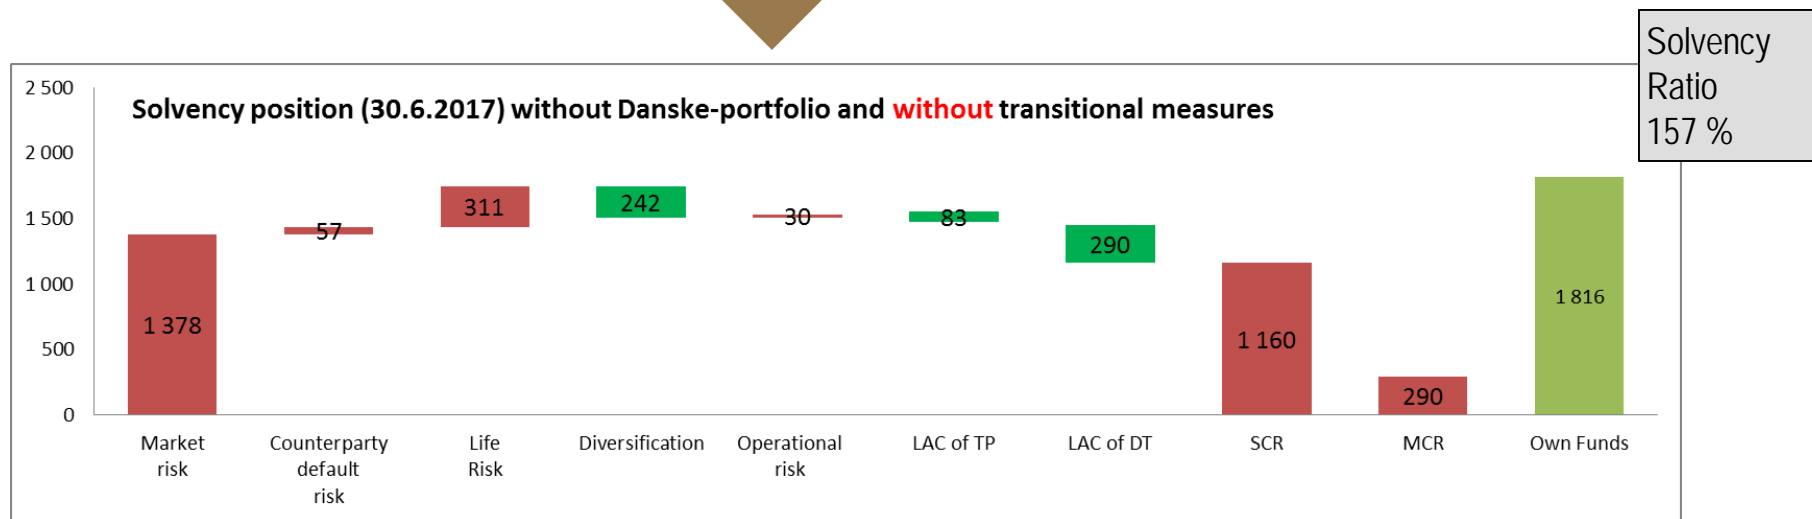 Solvency
Ratio
157 %
Solvency position (30.6.2017) without Danske-portfolio and without transitional measures
2 500
2 000
1 500
1 000
500
0
1 378
57
311
242
30
83
290
1 160
290
1 816
Market
risk
Counterparty
default
risk
Life
Risk
Diversification
Operational
risk
LAC of TP
LAC of DT
SCR
MCR
Own Funds